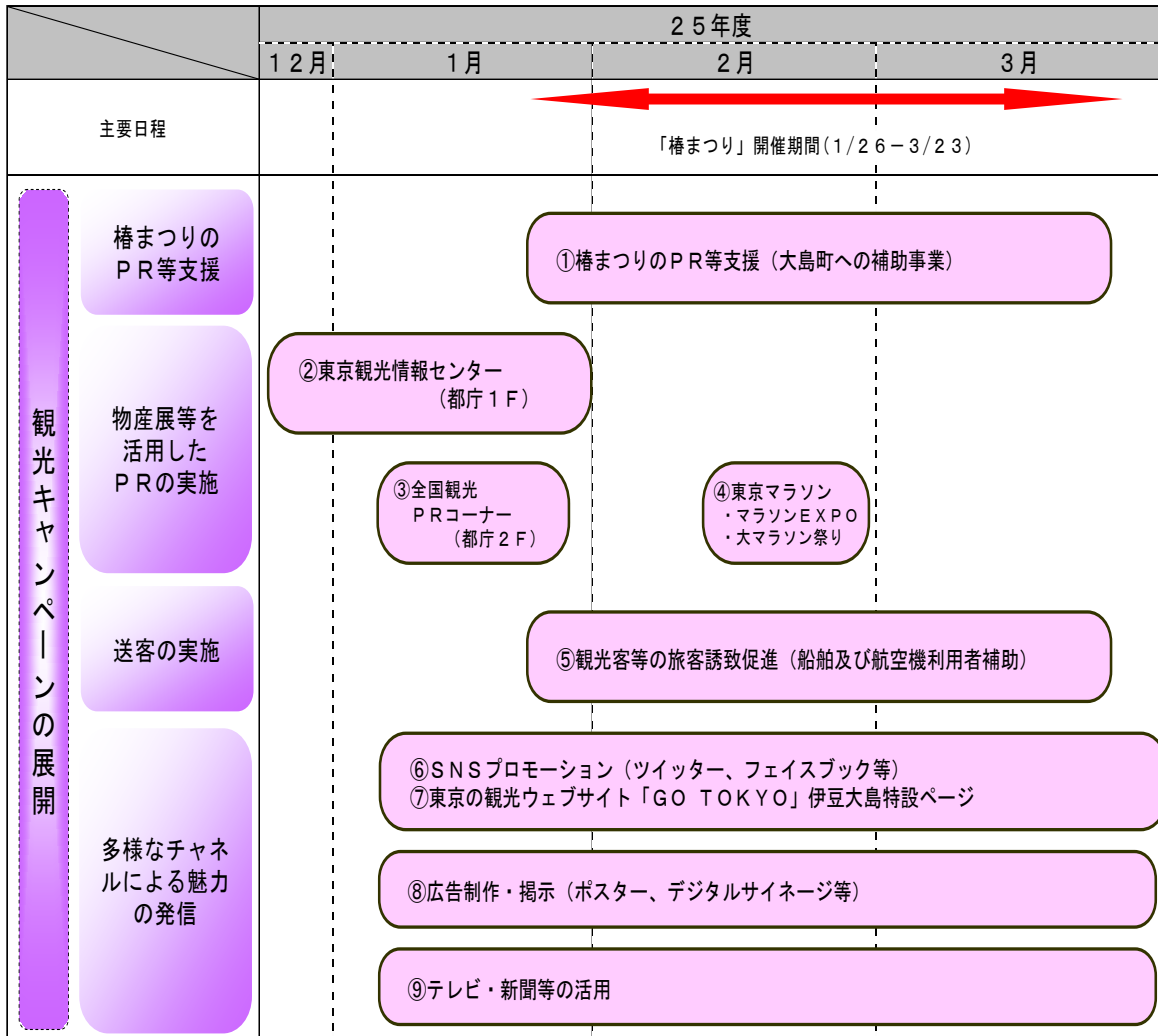 ２５年度
１２月
１月
２月
３月
主要日程
「椿まつり」開催期間(１/２６－３/２３)
観光キャンペーンの展開
椿まつりの
ＰＲ等支援
①椿まつりのＰＲ等支援（大島町への補助事業）
物産展等を
活用した
ＰＲの実施
②東京観光情報センター
（都庁１Ｆ）
③全国観光
ＰＲコーナー
（都庁２Ｆ）
④東京マラソン
・マラソンＥＸＰＯ
・大マラソン祭り
送客の実施
⑤観光客等の旅客誘致促進（船舶及び航空機利用者補助）
多様なチャネ
ルによる魅力
の発信
⑥ＳＮＳプロモーション（ツイッター、フェイスブック等）
⑦東京の観光ウェブサイト「ＧＯ ＴＯＫＹＯ」伊豆大島特設ページ
⑧広告制作・掲示（ポスター、デジタルサイネージ等）
⑨テレビ・新聞等の活用